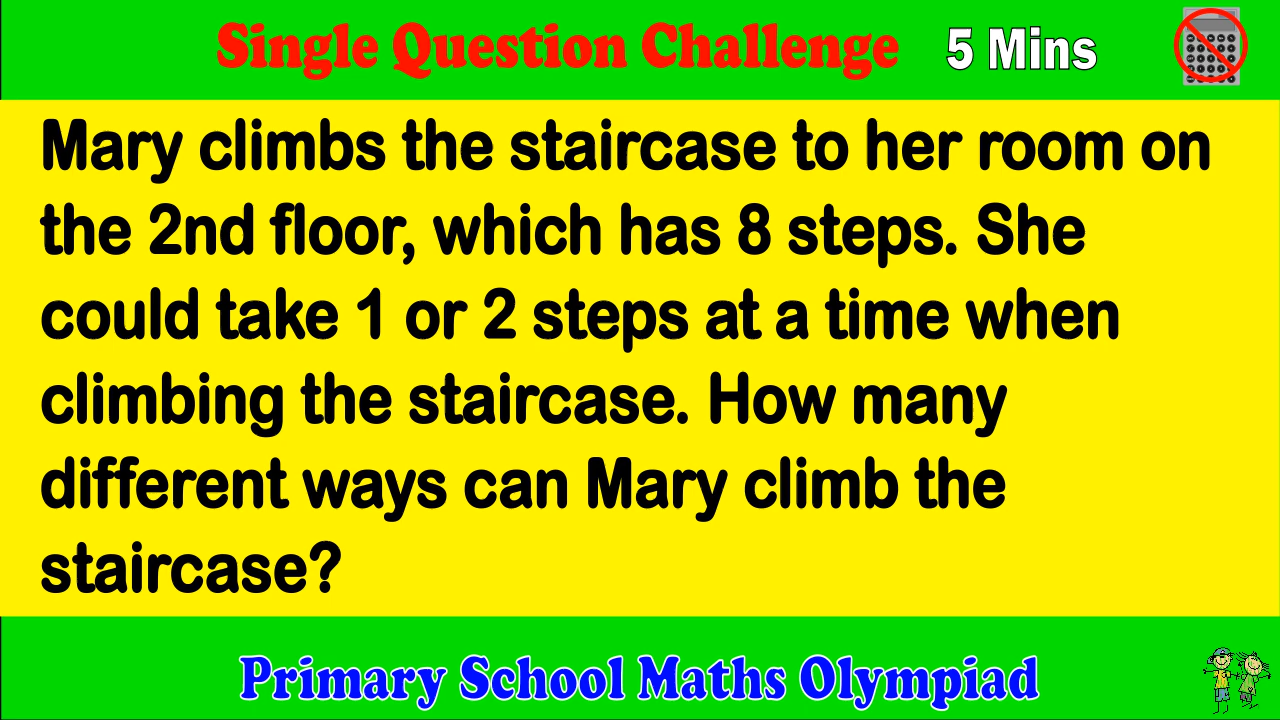 Single Question Challenge 5 Mins
Mary climbs the staircase to her room on
the 2nd floor, which has 8 steps. She
could take 1 or 2 steps at a time when
climbing the staircase. How many
different ways can Mary climb the
staircase?
Primary School Maths Olympiad